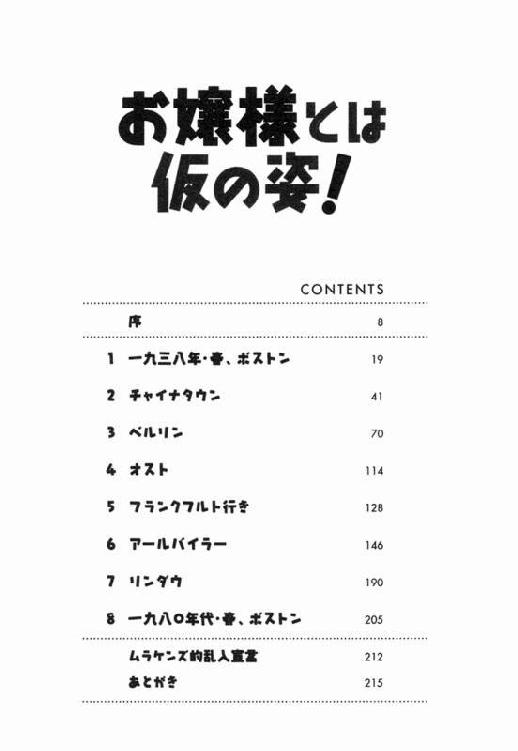 お嬢様とは
仮の姿!
CONTENTS
序 8
1 一九三八年・春、ボストン 19
2 チャイナタウン 41
3 ベルリン 70
4 オスト 114
5 フランクフルト行き 128
6 アールバイラー 146
7 リンダウ 190
8 一九八〇年代・春、ボストン 205
ムラケンズ的乱入宣言 212
あとがき 215